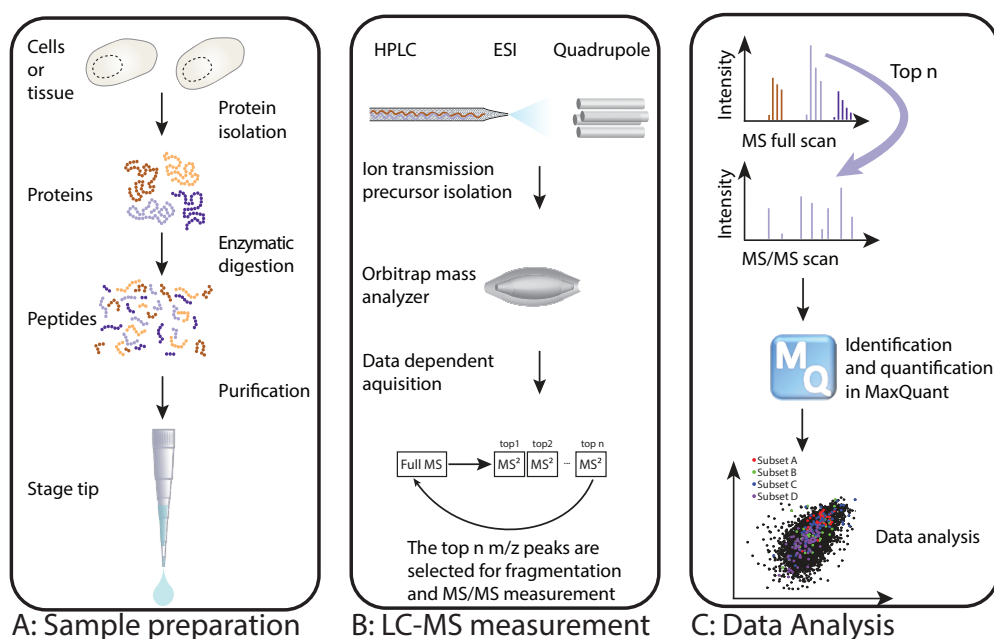 Cells or
tissue
Protein
isolation
Proteins
Enzymatic
digestion
Peptides
Purification
Stage tip
A: Sample preparation
HPLC
ESI
Quadrupole
Ion transmission
precursor isolation
Orbitrap mass
analyzer
Data dependent
aquisition
top1
top2
top n
Full MS
MS²
MS²
...
MS²
The top n m/z peaks are
selected for fragmentation
and MS/MS measurement
B: LC-MS measurement
Intensity
Top n
MS full scan
Intensity
MS/MS scan
MQ
Identification
and quantification
in MaxQuant
Subset A
Subset B
Subset C
Subset D
Data analysis
C: Data Analysis